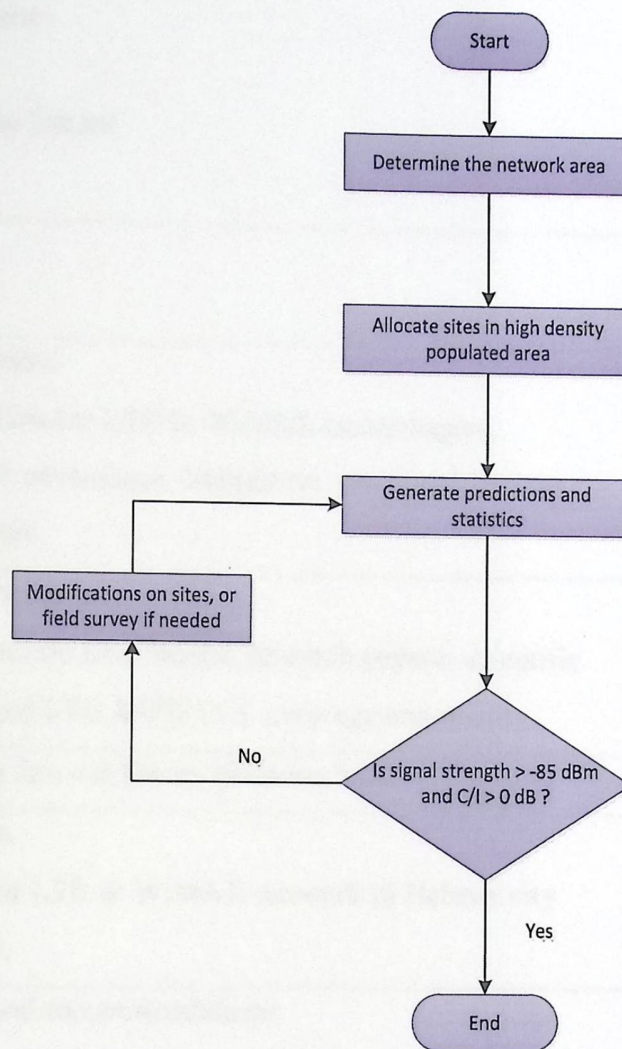 Start
Determine the network area
Allocate sites in high density
populated area
Generate predictions and
statistics
Modifications on sites, or
field survey if needed
No
Is signal strength > -85 dBm
and C/I > 0 dB ?
Yes
End